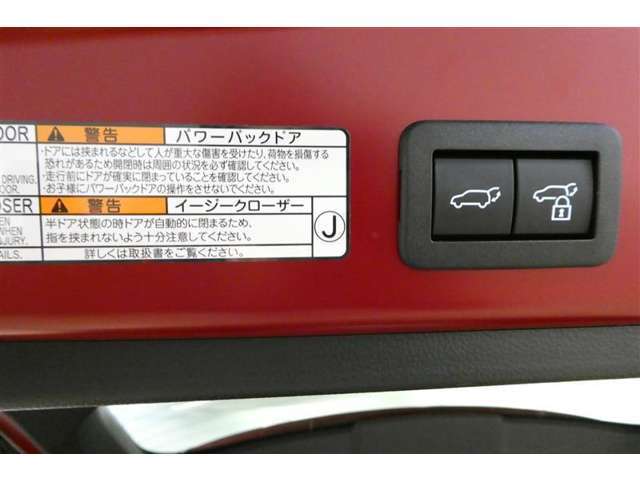 OOR ⚠ 警告 パワーバックドア
・ドアには挟まれるなどして人が重大な傷害を受けたり、荷物を損傷する
恐れがあるため開閉時は周囲の状況を必ず確認してください。
DRIVING. ・走行前にドアが確実に閉まっていることを確認してください。
OOR. ・お子様にパワーバックドアの操作をさせないでください。
OSER ⚠ 警告 イージークローザー
EN 半ドア状態の時ドアが自動的に閉まるため、
WHEN 指を挟まれないよう十分注意してください。
NJURY.
AILS. 詳しくは取扱書をご覧ください。
J